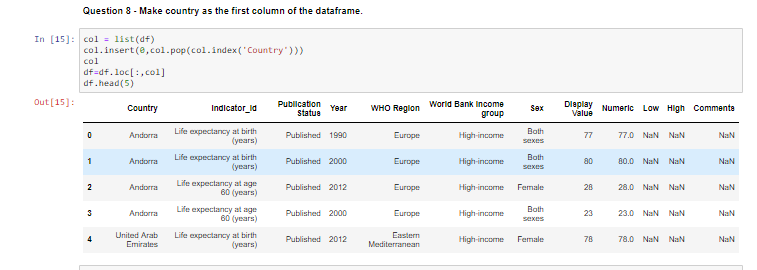 Question 8 - Make country as the first column of the dataframe.
In [15]: col = list(df)
col.insert(0,col.pop(col.index('Country')))
col
df=df.loc[:,col]
df.head(5)
Out[15]:
Country Indicator_Id Publication Status Year WHO Region World Bank Income group Sex Display Value Numeric Low High Comments
0 Andorra Life expectancy at birth (years) Published 1990 Europe High-income Both sexes 77 77.0 NaN NaN NaN
1 Andorra Life expectancy at birth (years) Published 2000 Europe High-income Both sexes 80 80.0 NaN NaN NaN
2 Andorra Life expectancy at age 60 (years) Published 2012 Europe High-income Female 28 28.0 NaN NaN NaN
3 Andorra Life expectancy at age 60 (years) Published 2000 Europe High-income Both sexes 23 23.0 NaN NaN NaN
4 United Arab Emirates Life expectancy at birth (years) Published 2012 Eastern Mediterranean High-income Female 78 78.0 NaN NaN NaN